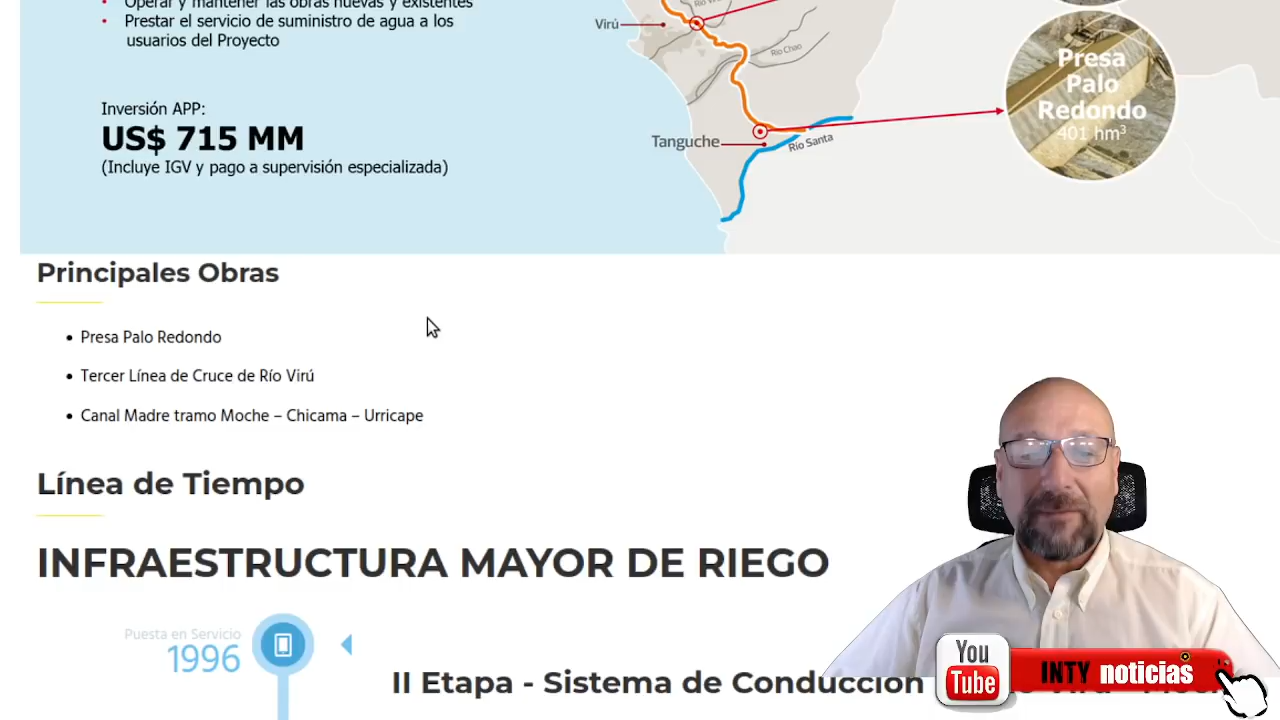 Operar y mantener las obras nuevas y existentes
Prestar el servicio de suministro de agua a los
usuarios del Proyecto
Inversión APP:
US$ 715 MM
(Incluye IGV y pago a supervisión especializada)
Virú
Río Chao
Tanguche
Río Santa
Presa
Palo
Redondo
401 hm³
Principales Obras
• Presa Palo Redondo
• Tercer Línea de Cruce de Río Virú
• Canal Madre tramo Moche – Chicama – Urricape
Línea de Tiempo
INFRAESTRUCTURA MAYOR DE RIEGO
Puesta en Servicio
1996
II Etapa - Sistema de Conducción
You
Tube
INTY noticias